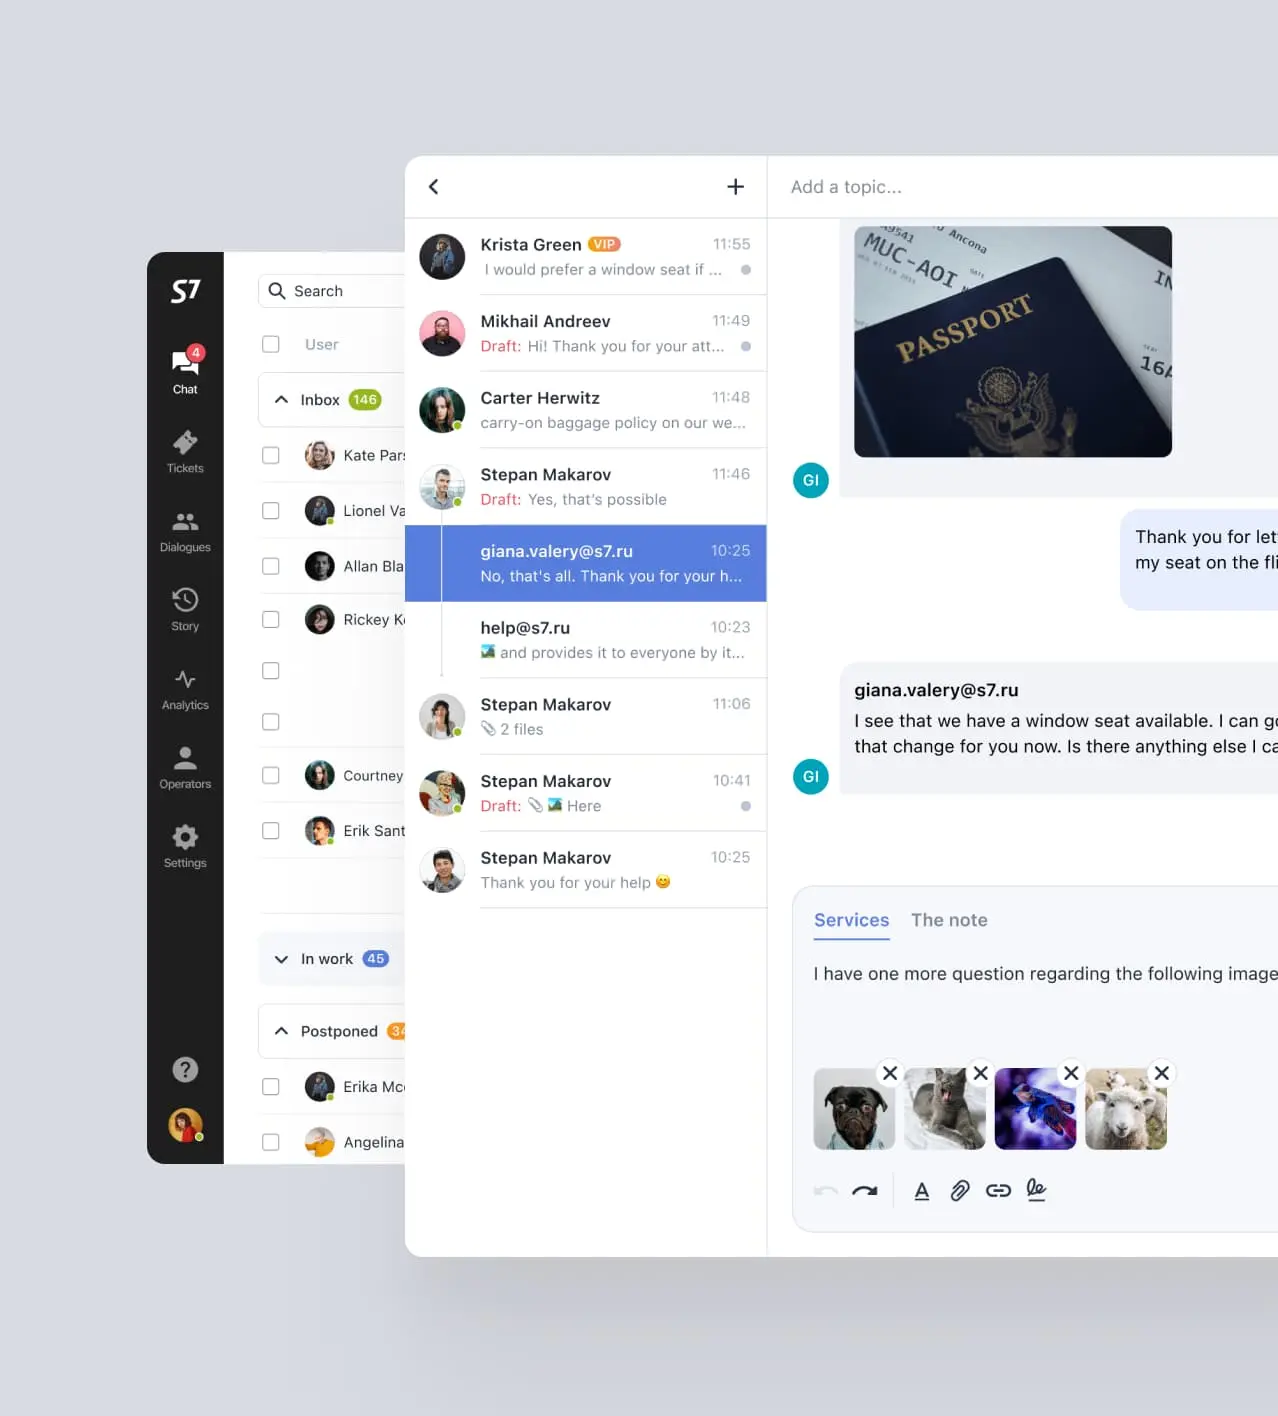 S7
4
Chat
Tickets
Dialogues
Story
Analytics
Operators
Settings
Search
User
Inbox 146
Kate Pars
Lionel Va
Allan Bla
Rickey
Courtney
Erik Sant
In work 45
Postponed 34
Erika Mc
Angelina
Krista Green VIP 11:55
I would prefer a window seat if ...
Mikhail Andreev 11:49
Draft: Hi! Thank you for your att...
Carter Herwitz 11:48
carry-on baggage policy on our we...
Stepan Makarov 11:46
Draft: Yes, that's possible
giana.valery@s7.ru 10:25
No, that's all. Thank you for your h...
help@s7.ru 10:23
🏞️ and provides it to everyone by it...
Stepan Makarov 11:06
2 files
Stepan Makarov 10:41
Draft: 📎 🏞️ Here
Stepan Makarov 10:25
Thank you for your help 😊
Add a topic...
Ancona
MUC-AOI
DATE
IN
SEAT
16A
PASSPORT
GI
Thank you for let
my seat on the fli
giana.valery@s7.ru
I see that we have a window seat available. I can go
that change for you now. Is there anything else I ca
GI
Services The note
I have one more question regarding the following image
A